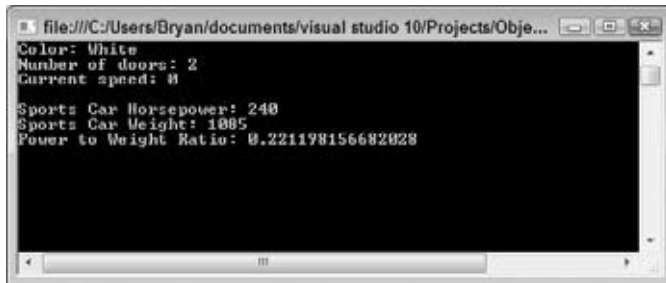 file:///C:/Users/Bryan/documents/visual studio 10/Projects/Obje...
Color: White
Number of doors: 2
Current speed: 0
Sports Car Horsepower: 240
Sports Car Weight: 1085
Power to Weight Ratio: 0.221198156682028